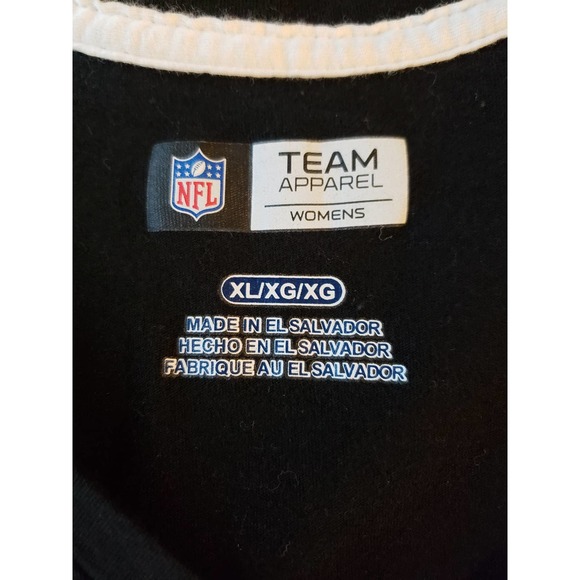 NFL
TEAM
APPAREL
WOMENS
XL/XG/XG
MADE IN EL SALVADOR
HECHO EN EL SALVADOR
FABRIQUE AU EL SALVADOR